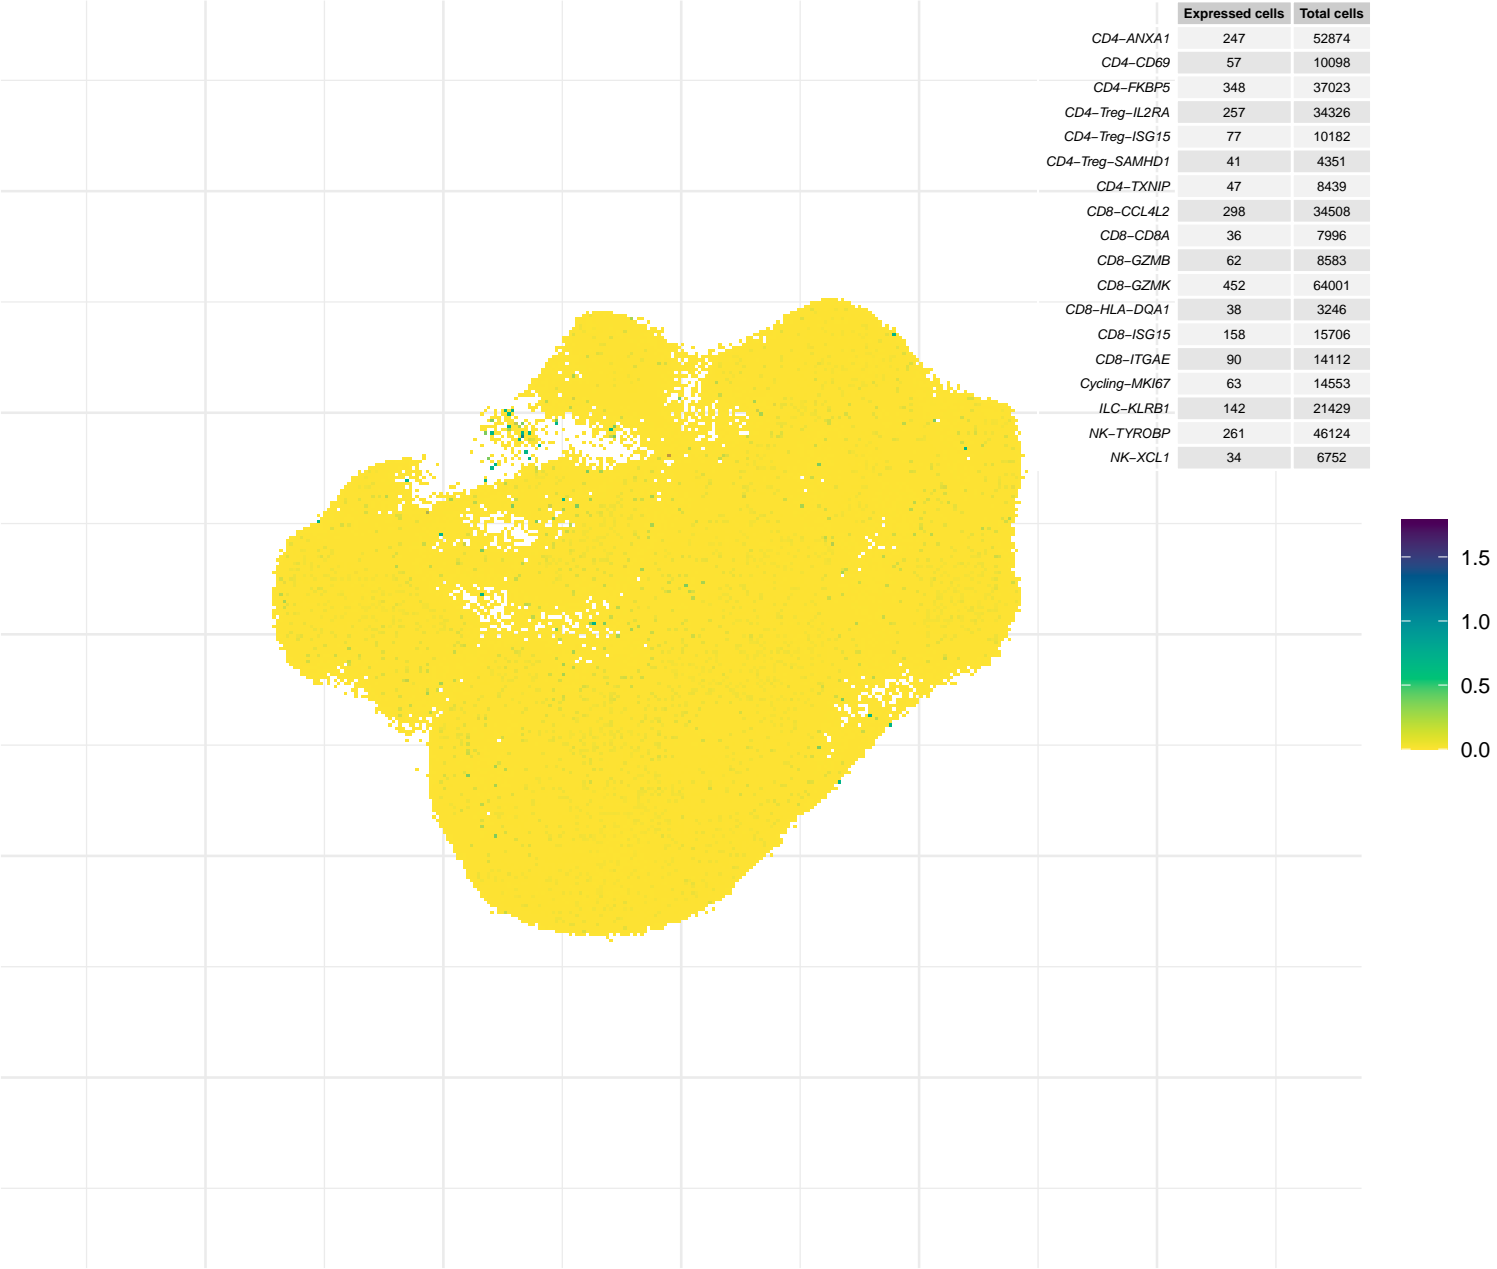 Expressed cells Total cells
CD4−ANXA1 247 52874
CD4−CD69 57 10098
CD4−FKBP5 348 37023
CD4−Treg−IL2RA 257 34326
CD4−Treg−ISG15 77 10182
CD4−Treg−SAMHD1 41 4351
CD4−TXNIP 47 8439
CD8−CCL4L2 298 34508
CD8−CD8A 36 7996
CD8−GZMB 62 8583
CD8−GZMK 452 64001
CD8−HLA−DQA1 38 3246
CD8−ISG15 158 15706
CD8−ITGAE 90 14112
Cycling−MKI67 63 14553
ILC−KLRB1 142 21429
NK−TYROBP 261 46124
NK−XCL1 34 6752
1.5
1.0
0.5
0.0